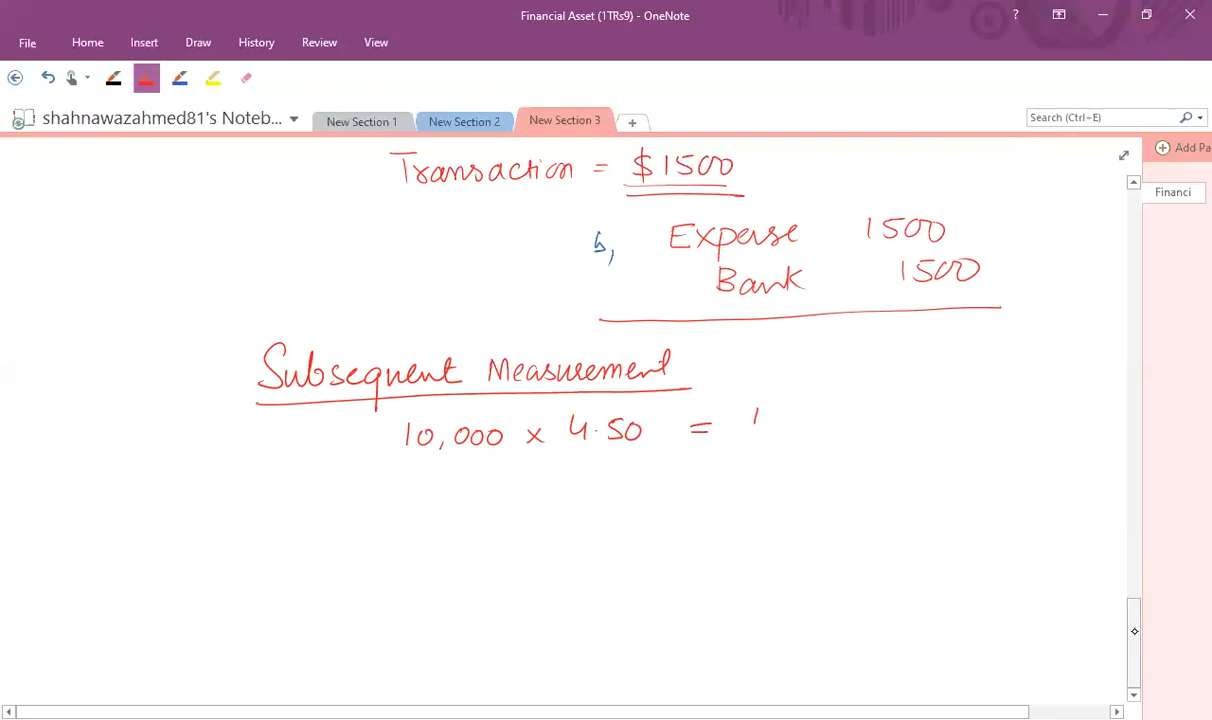 Financial Asset (1TRs9) - OneNote
?
File Home Insert Draw History Review View
shahnawazahmed81's Noteb...
New Section 1 New Section 2 New Section 3 +
Search (Ctrl-E)
Add Pa
Financi
Transaction = $1500
Expense 1500
Bank 1500
Subsequent Measurement
10,000 x 4.50 =